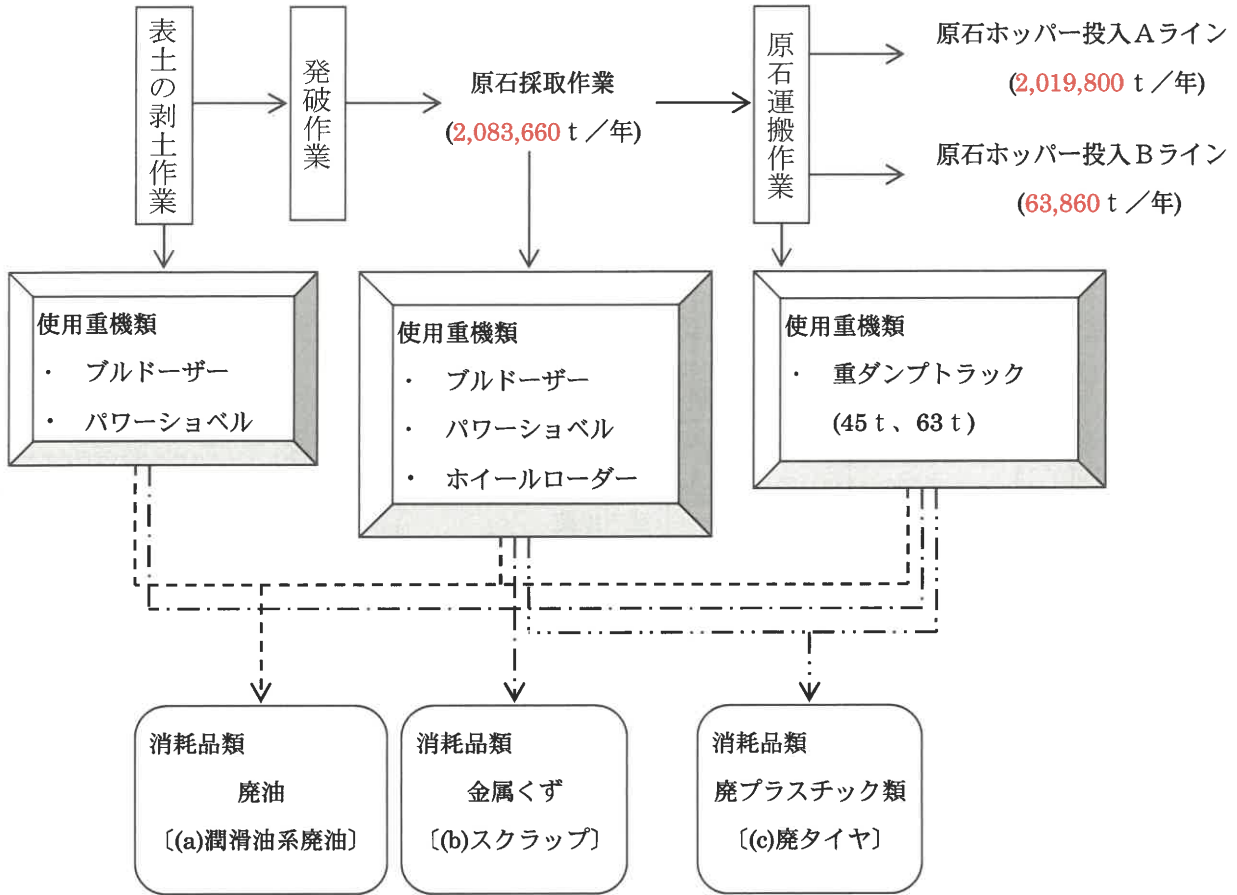 表土の剥土作業
発破作業
原石採取作業
(2,083,660ｔ／年)
原石運搬作業
原石ホッパー投入Ａライン
(2,019,800ｔ／年)
原石ホッパー投入Ｂライン
(63,860ｔ／年)
使用重機類
・ ブルドーザー
・ パワーショベル
使用重機類
・ ブルドーザー
・ パワーショベル
・ ホイールローダー
使用重機類
・ 重ダンプトラック
(45ｔ、63ｔ)
消耗品類
廃油
〔(a)潤滑油系廃油〕
消耗品類
金属くず
〔(b)スクラップ〕
消耗品類
廃プラスチック類
〔(c)廃タイヤ〕